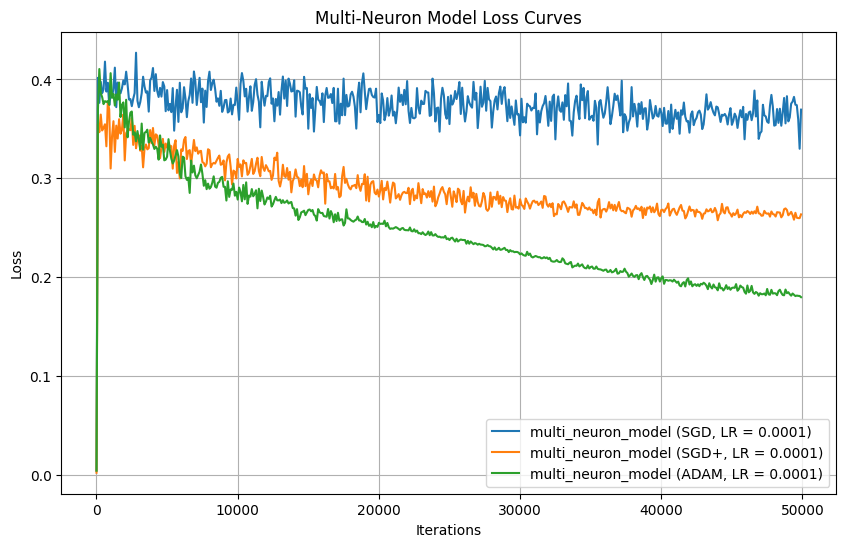 Multi-Neuron Model Loss Curves
Loss
0.4
0.3
0.2
0.1
0.0
0
10000
20000
30000
40000
50000
Iterations
multi_neuron_model (SGD, LR = 0.0001)
multi_neuron_model (SGD+, LR = 0.0001)
multi_neuron_model (ADAM, LR = 0.0001)